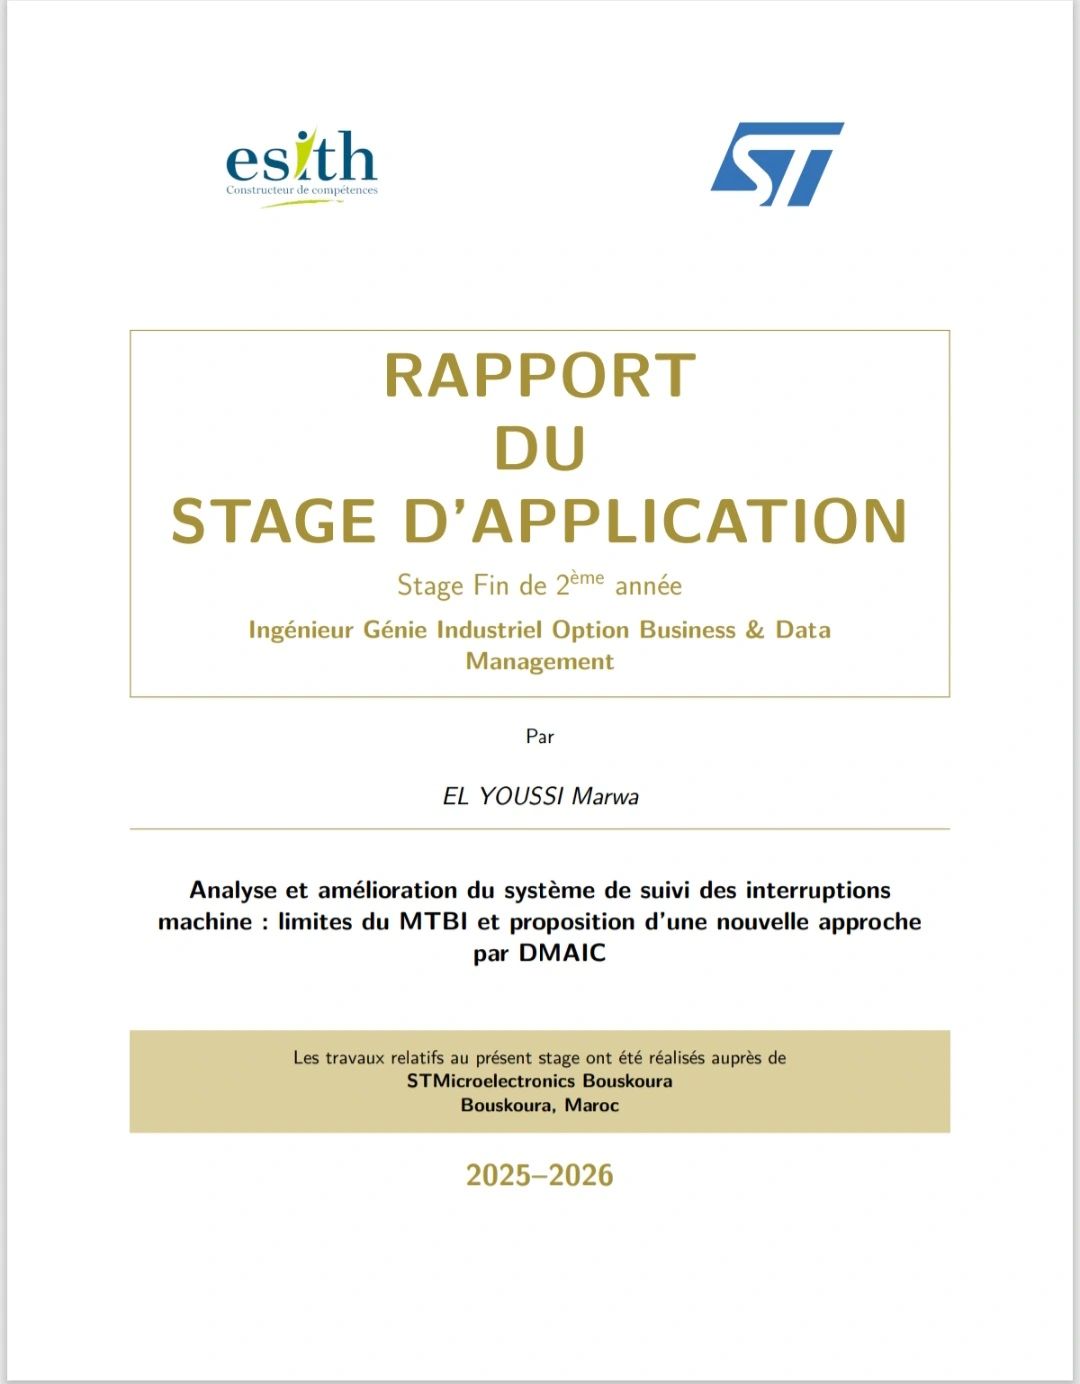 esith
Constructeur de compétences
ST
RAPPORT
DU
STAGE D'APPLICATION
Stage Fin de 2ème année
Ingénieur Génie Industriel Option Business & Data
Management
Par
EL YOUSSI Marwa
Analyse et amélioration du système de suivi des interruptions
machine : limites du MTBI et proposition d'une nouvelle approche
par DMAIC
Les travaux relatifs au présent stage ont été réalisés auprès de
STMicroelectronics Bouskoura
Bouskoura, Maroc
2025–2026